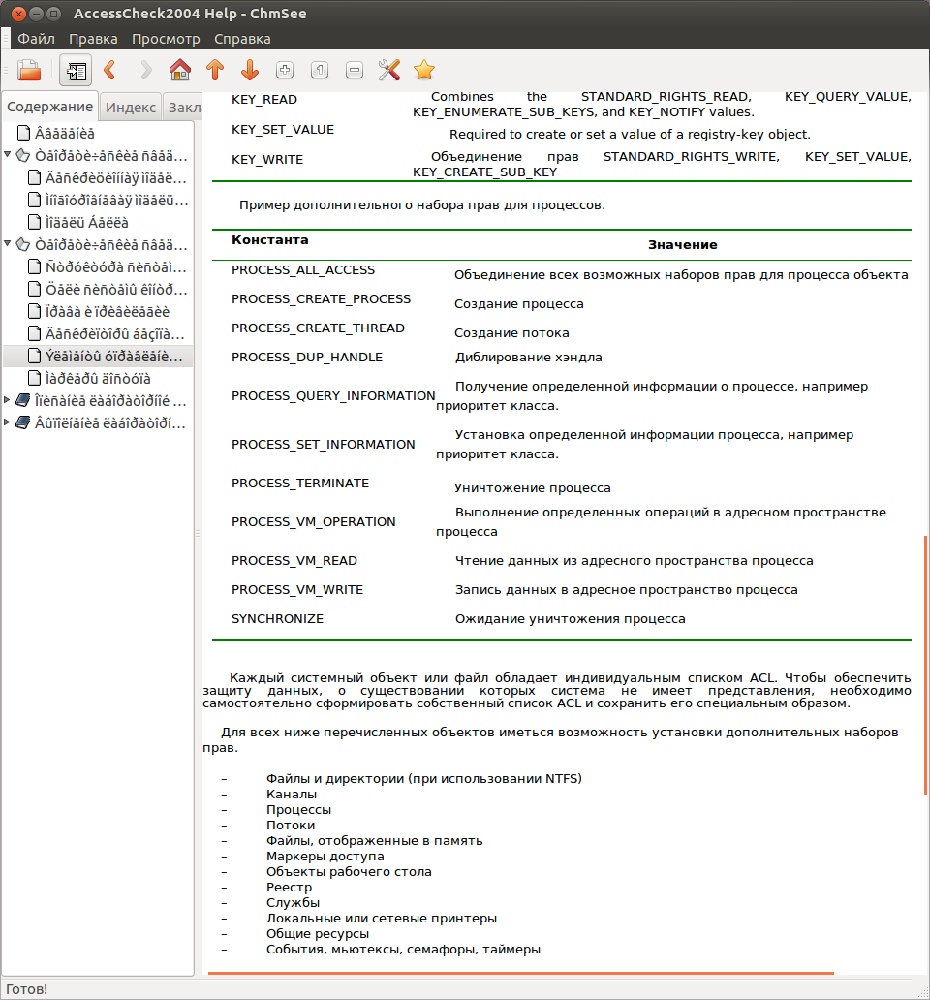 AccessCheck2004 Help - ChmSee
Файл Правка Просмотр Справка
Содержание Индекс Закл
Ââåäåíèå
Òåîðåòè÷åñêèå ñâåä...
Äèñêðèöèîííàÿ ìîäåë...
Ìîäåëü Áåëëà
Òåîðåòè÷åñêèå ñâåä...
Ñòðóêòóðà ñèñòåì...
Öåëè ñèñòåìû êîíòð...
Ïðàâà è ïðèâèëåãèè
Äåñêðèïòîðû áåçîïà...
Ýëåìåíòû óïðàâëåíè...
Ìàðêåðû äîñòóïà
Îïèñàíèå ëàáîðàòîðíîé ...
Âûïîëíåíèå ëàáîðàòîðí...
KEY_READ Combines the STANDARD_RIGHTS_READ, KEY_QUERY_VALUE,
KEY_ENUMERATE_SUB_KEYS, and KEY_NOTIFY values.
KEY_SET_VALUE Required to create or set a value of a registry-key object.
KEY_WRITE Объединение прав STANDARD_RIGHTS_WRITE, KEY_SET_VALUE,
KEY_CREATE_SUB_KEY
Пример дополнительного набора прав для процессов.
Константа Значение
PROCESS_ALL_ACCESS Объединение всех возможных наборов прав для процесса объекта
PROCESS_CREATE_PROCESS Создание процесса
PROCESS_CREATE_THREAD Создание потока
PROCESS_DUP_HANDLE Диблирование хэндла
PROCESS_QUERY_INFORMATION Получение определенной информации о процессе, например
приоритет класса.
PROCESS_SET_INFORMATION Установка определенной информации процесса, например
приоритет класса.
PROCESS_TERMINATE Уничтожение процесса
PROCESS_VM_OPERATION Выполнение определенных операций в адресном пространстве
процесса
PROCESS_VM_READ Чтение данных из адресного пространства процесса
PROCESS_VM_WRITE Запись данных в адресное пространство процесса
SYNCHRONIZE Ожидание уничтожения процесса
Каждый системный объект или файл обладает индивидуальным списком ACL. Чтобы обеспечить
защиту данных, о существовании которых система не имеет представления, необходимо
самостоятельно сформировать собственный список ACL и сохранить его специальным образом.
Для всех ниже перечисленных объектов иметься возможность установки дополнительных наборов
прав.
– Файлы и директории (при использовании NTFS)
– Каналы
– Процессы
– Потоки
– Файлы, отображенные в память
– Маркеры доступа
– Объекты рабочего стола
– Реестр
– Службы
– Локальные или сетевые принтеры
– Общие ресурсы
– События, мьютексы, семафоры, таймеры
Готов!